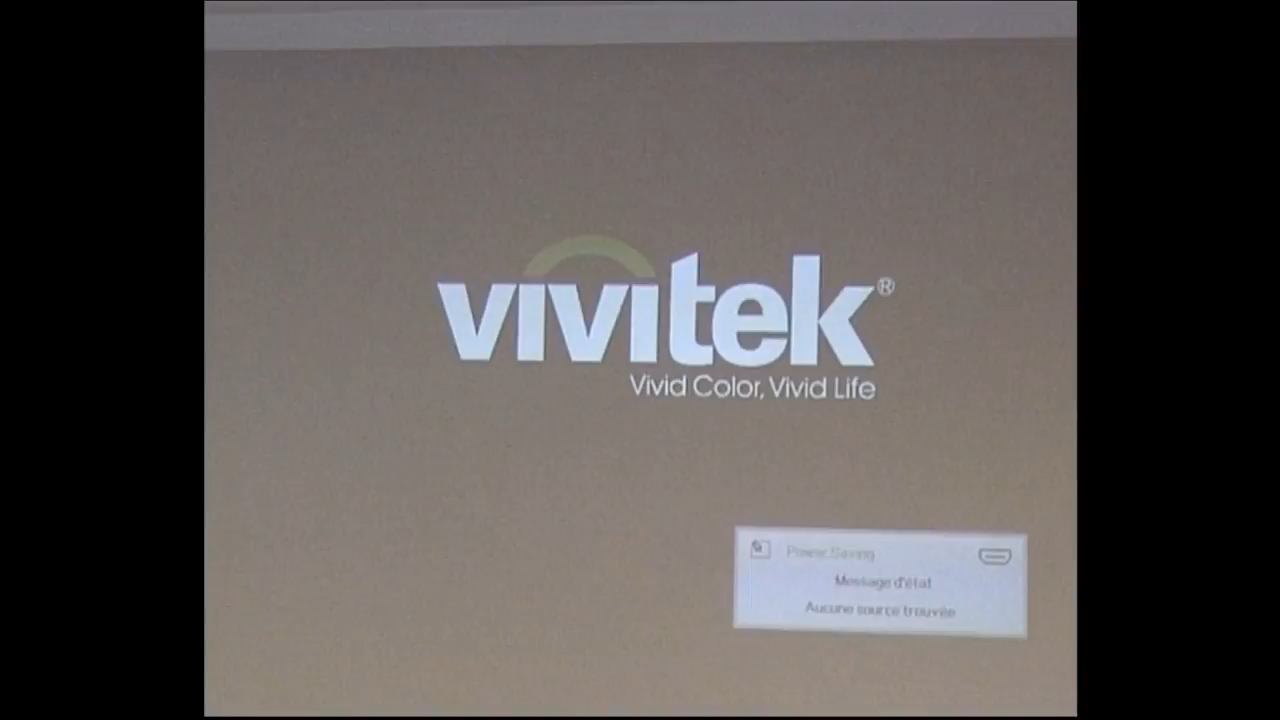 vivitek®
Vivid Color, Vivid Life
Power Saving
Message d'état
Aucune source trouvée